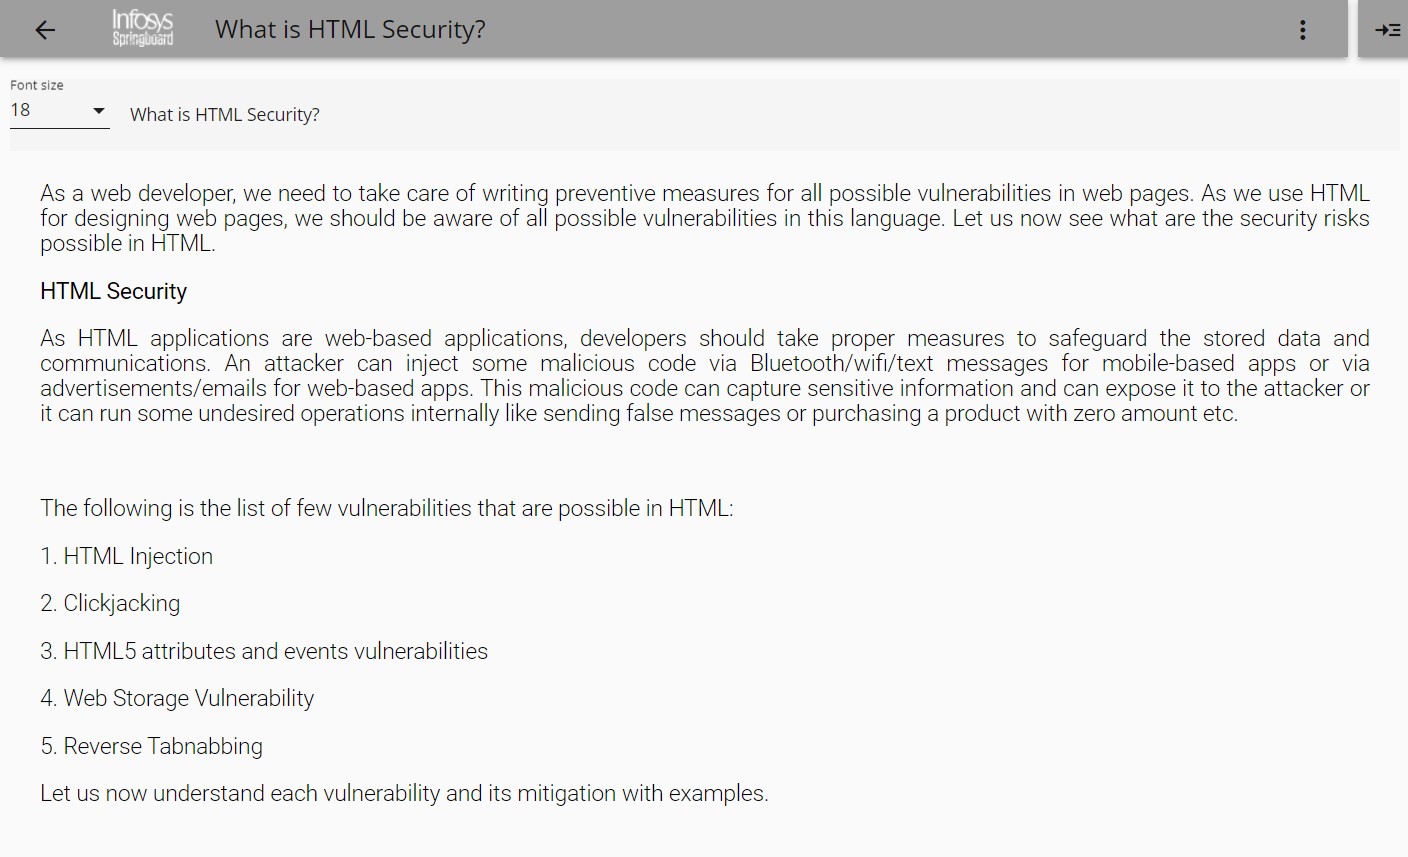 Infosys
Springboard
What is HTML Security?
Font size
18
What is HTML Security?
As a web developer, we need to take care of writing preventive measures for all possible vulnerabilities in web pages. As we use HTML
for designing web pages, we should be aware of all possible vulnerabilities in this language. Let us now see what are the security risks
possible in HTML.
HTML Security
As HTML applications are web-based applications, developers should take proper measures to safeguard the stored data and
communications. An attacker can inject some malicious code via Bluetooth/wifi/text messages for mobile-based apps or via
advertisements/emails for web-based apps. This malicious code can capture sensitive information and can expose it to the attacker or
it can run some undesired operations internally like sending false messages or purchasing a product with zero amount etc.
The following is the list of few vulnerabilities that are possible in HTML:
1. HTML Injection
2. Clickjacking
3. HTML5 attributes and events vulnerabilities
4. Web Storage Vulnerability
5. Reverse Tabnabbing
Let us now understand each vulnerability and its mitigation with examples.